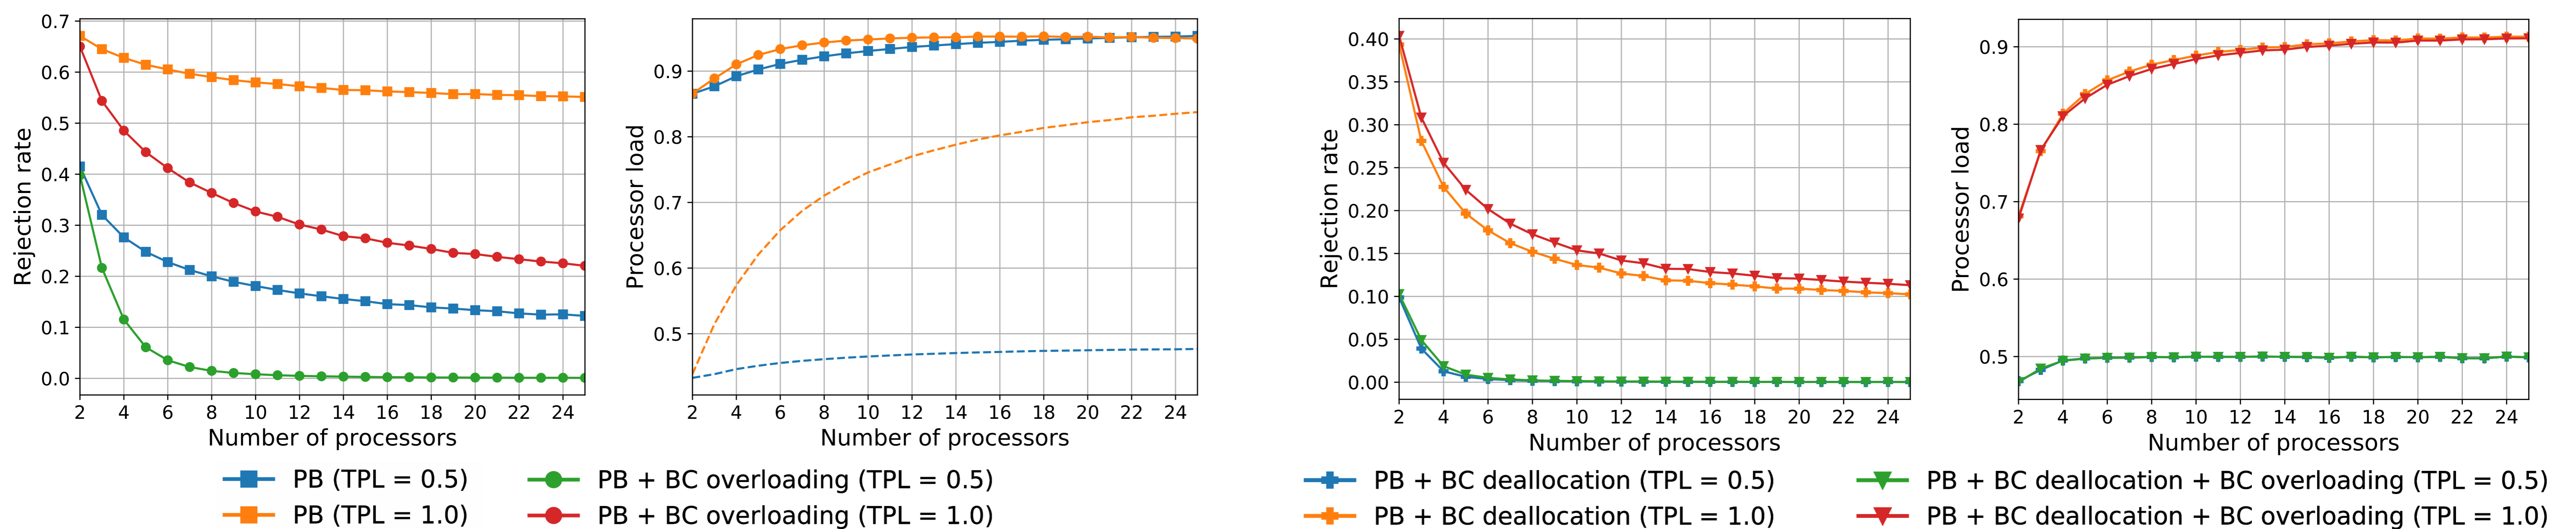 0.7
0.6
0.5
0.4
0.3
0.2
0.1
0.0
Rejection rate
2 4 6 8 10 12 14 16 18 20 22 24
Number of processors
0.9
0.8
0.7
0.6
0.5
Processor load
2 4 6 8 10 12 14 16 18 20 22 24
Number of processors
PB (TPL = 0.5)
PB (TPL = 1.0)
PB + BC overloading (TPL = 0.5)
PB + BC overloading (TPL = 1.0)
0.40
0.35
0.30
0.25
0.20
0.15
0.10
0.05
0.00
Rejection rate
2 4 6 8 10 12 14 16 18 20 22 24
Number of processors
0.9
0.8
0.7
0.6
0.5
Processor load
2 4 6 8 10 12 14 16 18 20 22 24
Number of processors
PB + BC deallocation (TPL = 0.5)
PB + BC deallocation (TPL = 1.0)
PB + BC deallocation + BC overloading (TPL = 0.5)
PB + BC deallocation + BC overloading (TPL = 1.0)